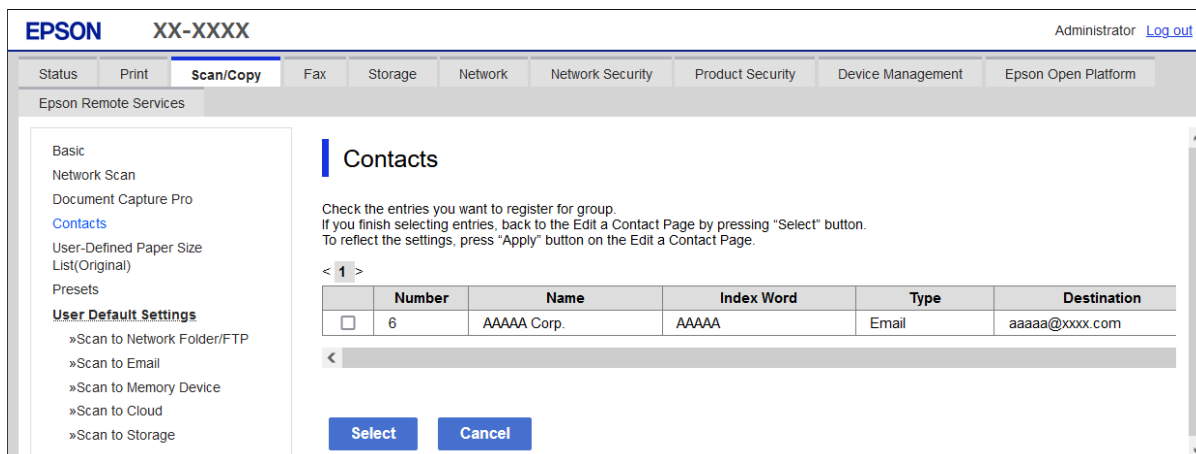 EPSON XX-XXXX Administrator Log out
Status Print Scan/Copy Fax Storage Network Network Security Product Security Device Management Epson Open Platform
Epson Remote Services
Basic
Network Scan
Document Capture Pro
Contacts
User-Defined Paper Size
List(Original)
Presets
User Default Settings
»Scan to Network Folder/FTP
»Scan to Email
»Scan to Memory Device
»Scan to Cloud
»Scan to Storage
Contacts
Check the entries you want to register for group.
If you finish selecting entries, back to the Edit a Contact Page by pressing “Select” button.
To reflect the settings, press “Apply” button on the Edit a Contact Page.
< 1 >
Number Name Index Word Type Destination
6 AAAAA Corp. AAAAA Email aaaaa@xxxx.com
Select Cancel